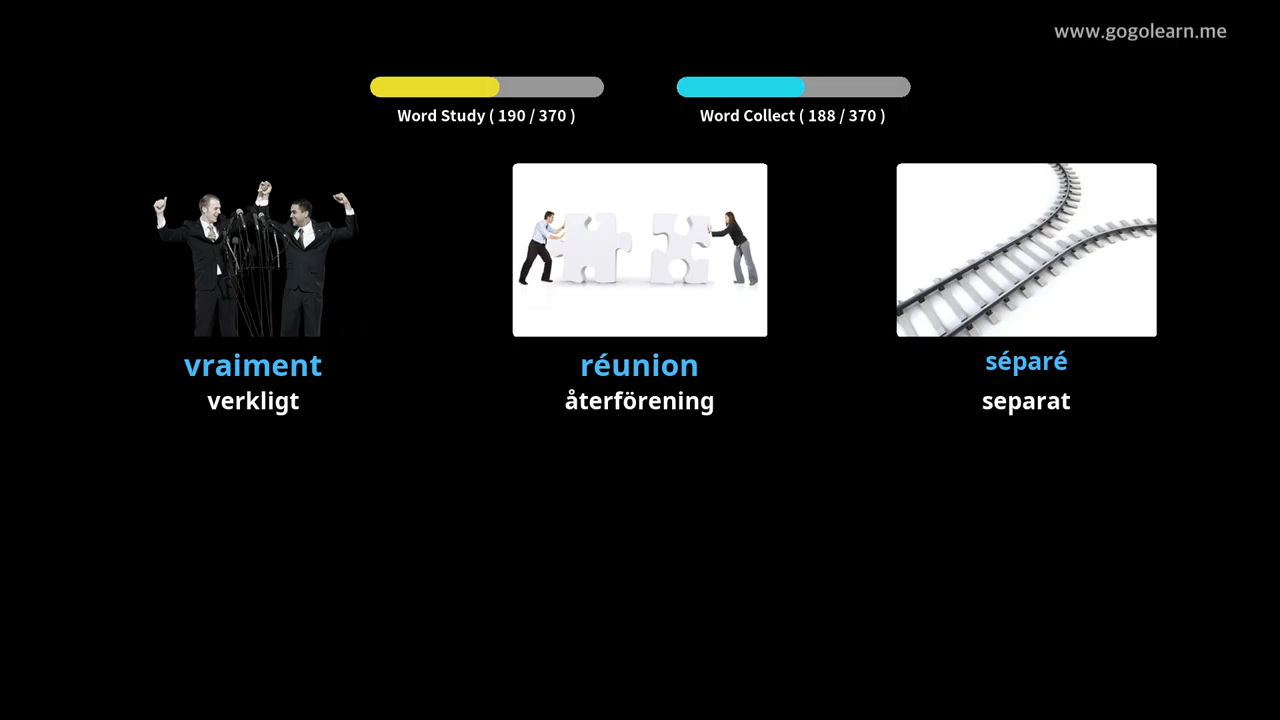 www.gogolearn.me
Word Study ( 190 / 370 )
Word Collect ( 188 / 370 )
vraiment
verkligt
réunion
återförening
séparé
separat